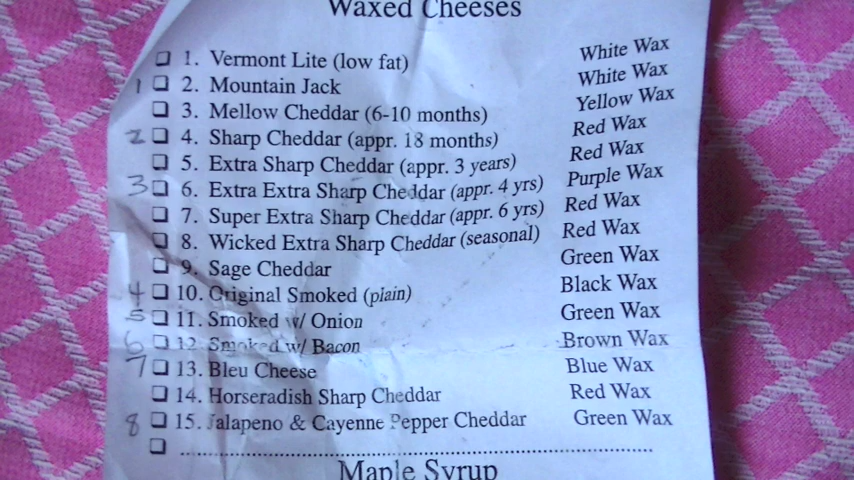 Waxed Cheeses
❏ 1. Vermont Lite (low fat) White Wax
1 ❏ 2. Mountain Jack White Wax
❏ 3. Mellow Cheddar (6-10 months) Yellow Wax
2 ❏ 4. Sharp Cheddar (appr. 18 months) Red Wax
❏ 5. Extra Sharp Cheddar (appr. 3 years) Red Wax
3 ❏ 6. Extra Extra Sharp Cheddar (appr. 4 yrs) Purple Wax
❏ 7. Super Extra Sharp Cheddar (appr. 6 yrs) Red Wax
❏ 8. Wicked Extra Sharp Cheddar (seasonal) Red Wax
❏ 9. Sage Cheddar Green Wax
4 ❏ 10. Original Smoked (plain) Black Wax
5 ❏ 11. Smoked w/ Onion Green Wax
6 ❏ 12. Smoked w/ Bacon Brown Wax
7 ❏ 13. Bleu Cheese Blue Wax
❏ 14. Horseradish Sharp Cheddar Red Wax
8 ❏ 15. Jalapeno & Cayenne Pepper Cheddar Green Wax
❏ ........................................
Maple Syrup